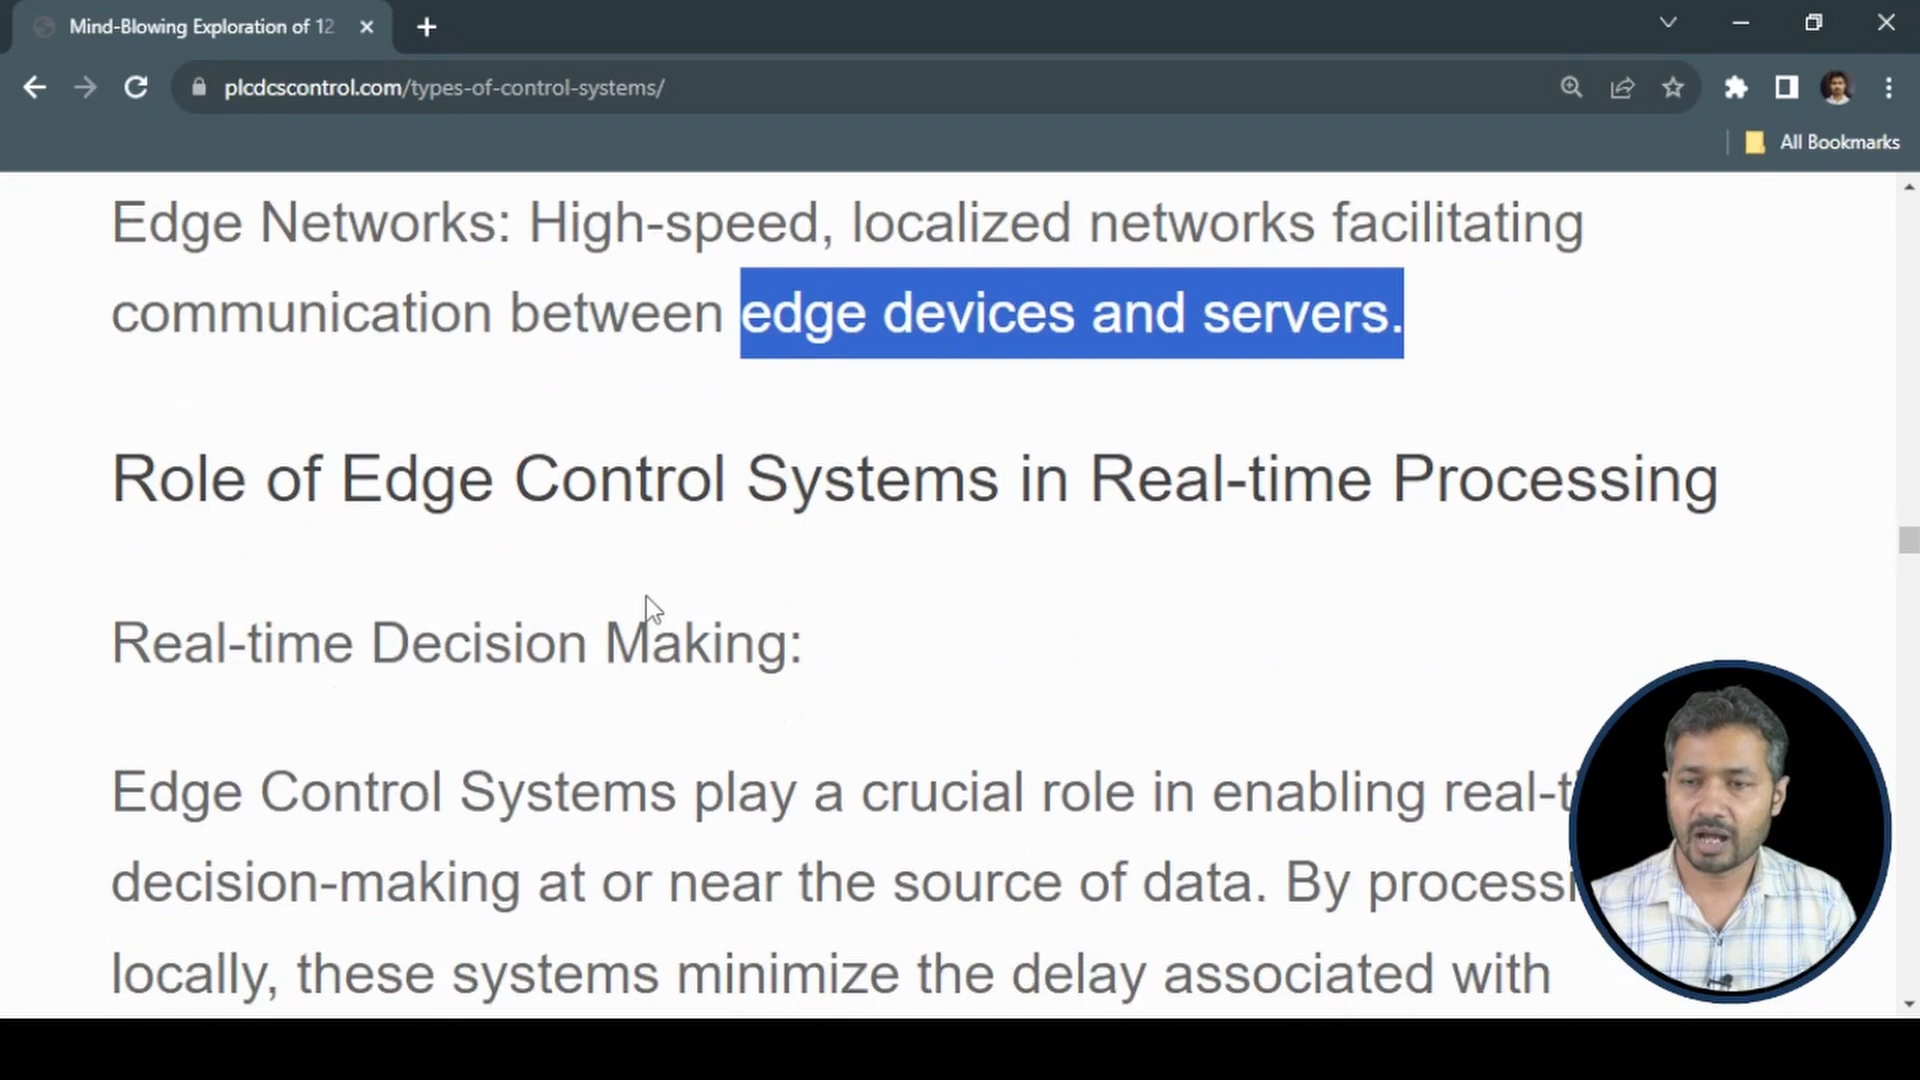 Mind-Blowing Exploration of 12
plcdcscontrol.com/types-of-control-systems/
All Bookmarks
Edge Networks: High-speed, localized networks facilitating
communication between edge devices and servers.
Role of Edge Control Systems in Real-time Processing
Real-time Decision Making:
Edge Control Systems play a crucial role in enabling real-t
decision-making at or near the source of data. By processi
locally, these systems minimize the delay associated with